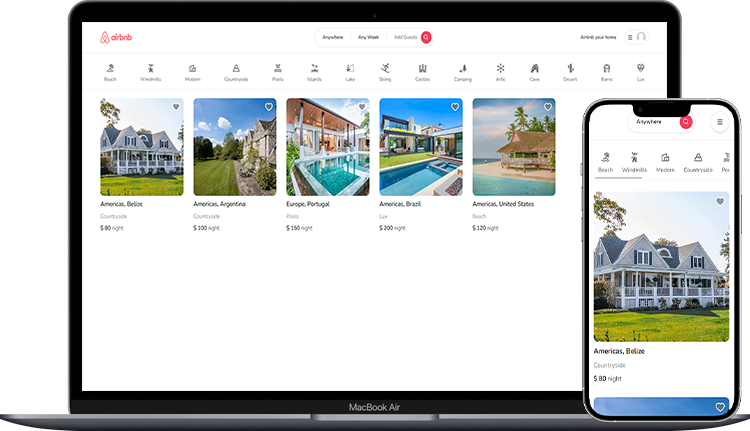 airbnb
Anywhere Any Week Add Guests
Airbnb your home
Beach Windmills Modern Countryside Pools Islands Lake Skiing Castles Camping Artic Cave Desert Barns Lux
Americas, Belize
Countryside
$ 80 night
Americas, Argentina
Countryside
$ 100 night
Europe, Portugal
Pools
$ 150 night
Americas, Brazil
Lux
$ 200 night
Americas, United States
Beach
$ 120 night
MacBook Air
Anywhere
Beach Windmills Modern Countryside Po
Americas, Belize
Countryside
$ 80 night